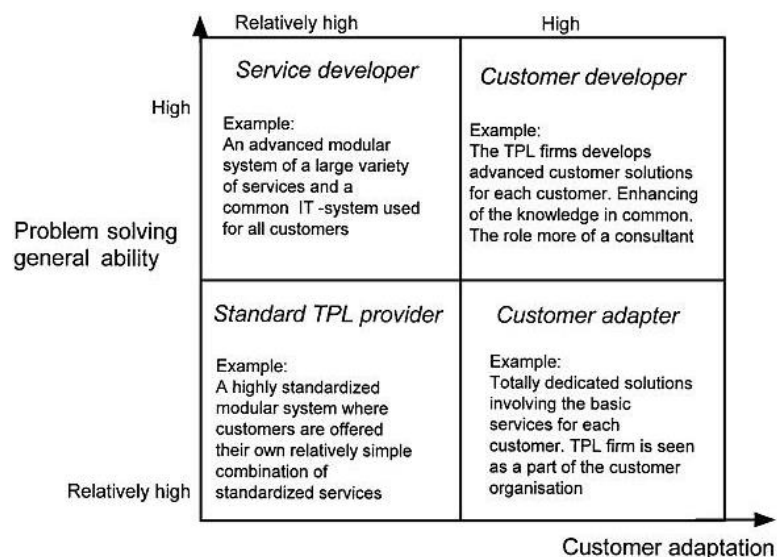 Relatively high
High
Service developer
Customer developer
High
Example:
An advanced modular
system of a large variety
of services and a
common IT -system used
for all customers
Example:
The TPL firms develops
advanced customer solutions
for each customer. Enhancing
of the knowledge in common.
The role more of a consultant
Problem solving
general ability
Standard TPL provider
Customer adapter
Example:
A highly standardized
modular system where
customers are offered
their own relatively simple
combination of
standardized services
Example:
Totally dedicated solutions
involving the basic
services for each
customer. TPL firm is seen
as a part of the customer
organisation
Relatively high
Customer adaptation